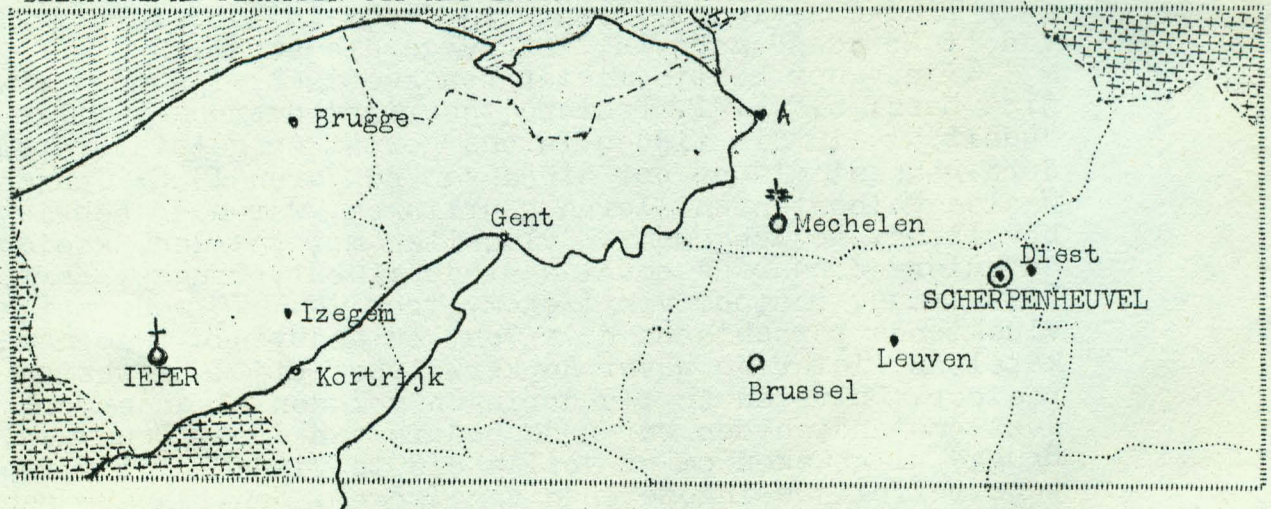 Brugge
A
Gent
Mechelen
Diest
SCHERPENHEUVEL
Izegem
IEPER
Kortrijk
Leuven
Brussel